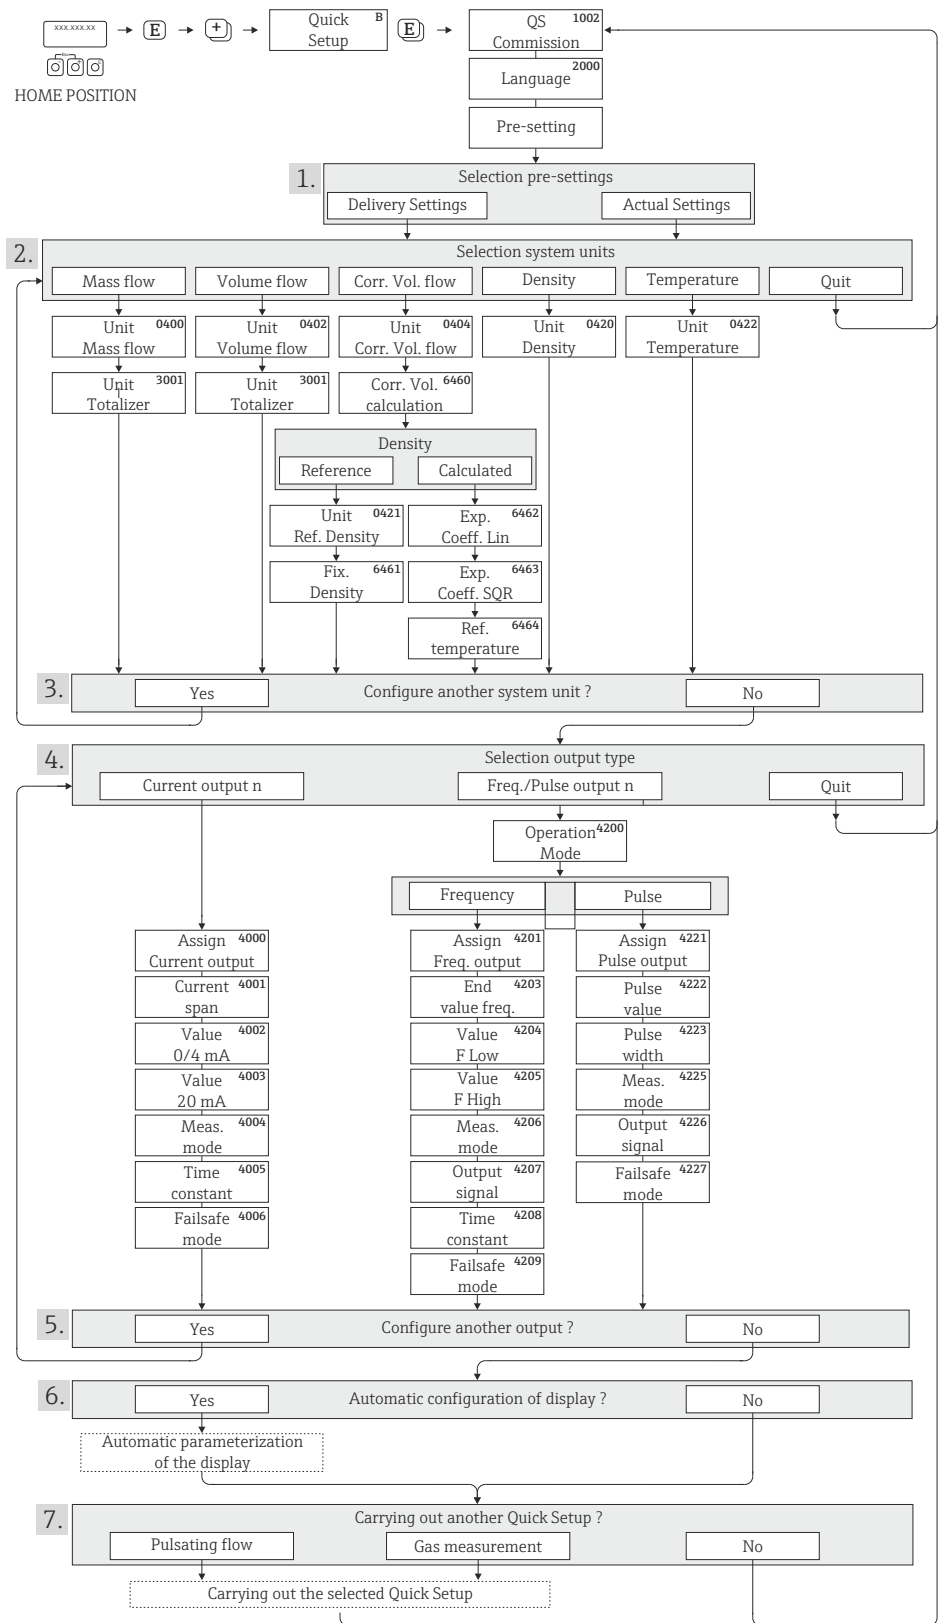 xxx.xxx.xx
Esc
E
+
Quick
Setup
B
E
QS
Commission
1002
Language
2000
Pre-setting
HOME POSITION
1.
Selection pre-settings
Delivery Settings
Actual Settings
2.
Selection system units
Mass flow
Volume flow
Corr. Vol. flow
Density
Temperature
Quit
Unit
Mass flow
0400
Unit
Volume flow
0402
Unit
Corr. Vol. flow
0404
Unit
Density
0420
Unit
Temperature
0422
Unit
Totalizer
3001
Unit
Totalizer
3001
Corr. Vol.
calculation
6460
Density
Reference
Calculated
Unit
Ref. Density
0421
Exp.
Coeff. Lin
6462
Fix.
Density
6461
Exp.
Coeff. SQR
6463
Ref.
temperature
6464
3.
Yes
Configure another system unit ?
No
4.
Selection output type
Current output n
Freq./Pulse output n
Quit
Operation
Mode
4200
Frequency
Pulse
Assign
Current output
4000
Current
span
4001
Value
0/4 mA
4002
Value
20 mA
4003
Meas.
mode
4004
Time
constant
4005
Failsafe
mode
4006
Assign
Freq. output
4201
End
value freq.
4203
Value
F Low
4204
Value
F High
4205
Meas.
mode
4206
Output
signal
4207
Time
constant
4208
Failsafe
mode
4209
Assign
Pulse output
4221
Pulse
value
4222
Pulse
width
4223
Meas.
mode
4225
Output
signal
4226
Failsafe
mode
4227
5.
Yes
Configure another output ?
No
6.
Yes
Automatic configuration of display ?
No
Automatic parameterization
of the display
7.
Carrying out another Quick Setup ?
Pulsating flow
Gas measurement
No
Carrying out the selected Quick Setup